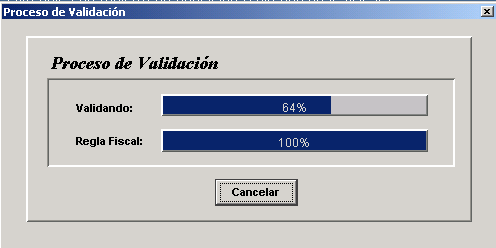 Proceso de Validación
Proceso de Validación
Validando: 64%
Regla Fiscal: 100%
Cancelar